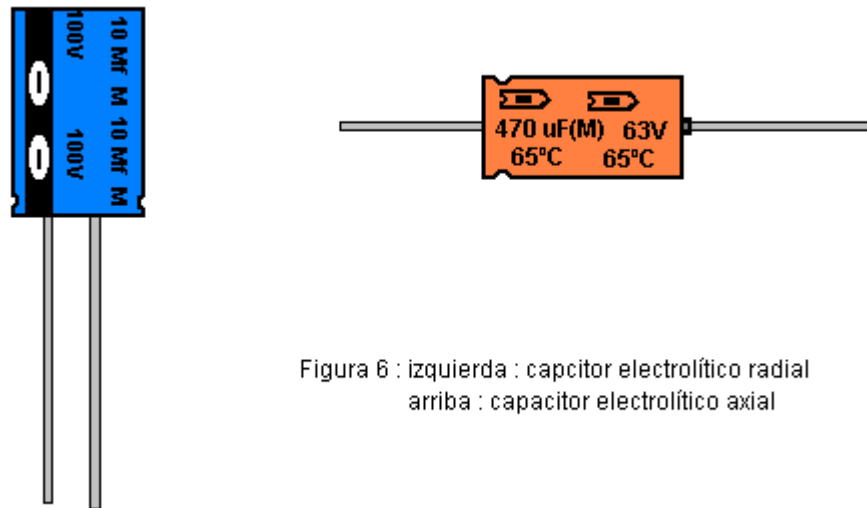 100V 100V
10 Mf M 10 Mf M
470 uF(M) 63V
65ºC 65ºC
Figura 6 : izquierda : capcitor electrolítico radial
arriba : capacitor electrolítico axial